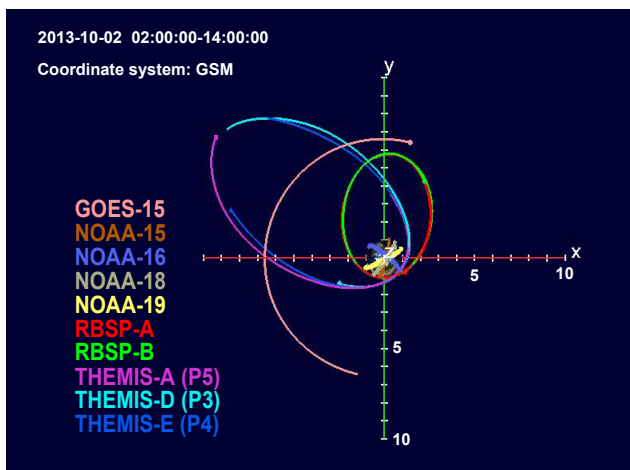 2013-10-02 02:00:00-14:00:00
Coordinate system: GSM
y
x
5
10
GOES-15
NOAA-15
NOAA-16
NOAA-18
NOAA-19
RBSP-A
RBSP-B
THEMIS-A (P5)
THEMIS-D (P3)
THEMIS-E (P4)
5
10